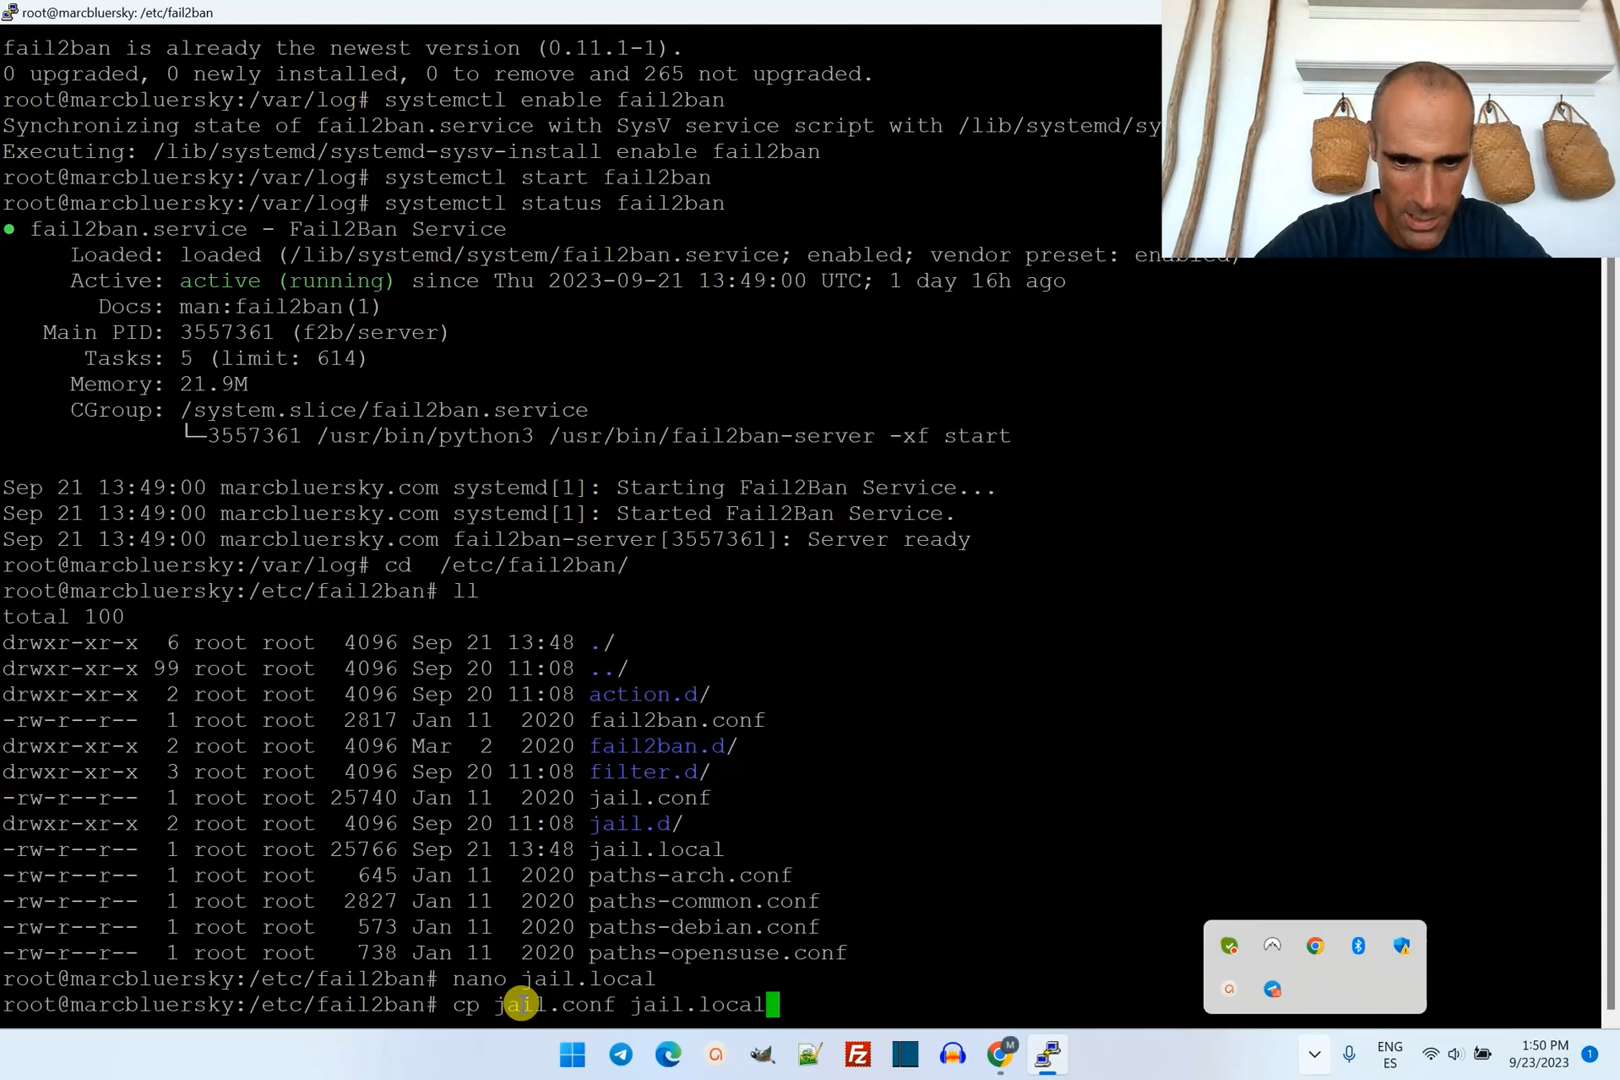 root@marcbluersky: /etc/fail2ban
fail2ban is already the newest version (0.11.1-1).
0 upgraded, 0 newly installed, 0 to remove and 265 not upgraded.
root@marcbluersky:/var/log# systemctl enable fail2ban
Synchronizing state of fail2ban.service with SysV service script with /lib/systemd/sy
Executing: /lib/systemd/systemd-sysv-install enable fail2ban
root@marcbluersky:/var/log# systemctl start fail2ban
root@marcbluersky:/var/log# systemctl status fail2ban
● fail2ban.service - Fail2Ban Service
Loaded: loaded (/lib/systemd/system/fail2ban.service; enabled; vendor preset: enabled)
Active: active (running) since Thu 2023-09-21 13:49:00 UTC; 1 day 16h ago
Docs: man:fail2ban(1)
Main PID: 3557361 (f2b/server)
Tasks: 5 (limit: 614)
Memory: 21.9M
CGroup: /system.slice/fail2ban.service
└─3557361 /usr/bin/python3 /usr/bin/fail2ban-server -xf start
Sep 21 13:49:00 marcbluersky.com systemd[1]: Starting Fail2Ban Service...
Sep 21 13:49:00 marcbluersky.com systemd[1]: Started Fail2Ban Service.
Sep 21 13:49:00 marcbluersky.com fail2ban-server[3557361]: Server ready
root@marcbluersky:/var/log# cd  /etc/fail2ban/
root@marcbluersky:/etc/fail2ban# ll
total 100
drwxr-xr-x  6 root root  4096 Sep 21 13:48 ./
drwxr-xr-x 99 root root  4096 Sep 20 11:08 ../
drwxr-xr-x  2 root root  4096 Sep 20 11:08 action.d/
-rw-r--r--  1 root root  2817 Jan 11  2020 fail2ban.conf
drwxr-xr-x  2 root root  4096 Mar  2  2020 fail2ban.d/
drwxr-xr-x  3 root root  4096 Sep 20 11:08 filter.d/
-rw-r--r--  1 root root 25740 Jan 11  2020 jail.conf
drwxr-xr-x  2 root root  4096 Sep 20 11:08 jail.d/
-rw-r--r--  1 root root 25766 Sep 21 13:48 jail.local
-rw-r--r--  1 root root   645 Jan 11  2020 paths-arch.conf
-rw-r--r--  1 root root  2827 Jan 11  2020 paths-common.conf
-rw-r--r--  1 root root   573 Jan 11  2020 paths-debian.conf
-rw-r--r--  1 root root   738 Jan 11  2020 paths-opensuse.conf
root@marcbluersky:/etc/fail2ban# nano jail.local
root@marcbluersky:/etc/fail2ban# cp jail.conf jail.local
M
ENG
ES
1:50 PM
9/23/2023
1